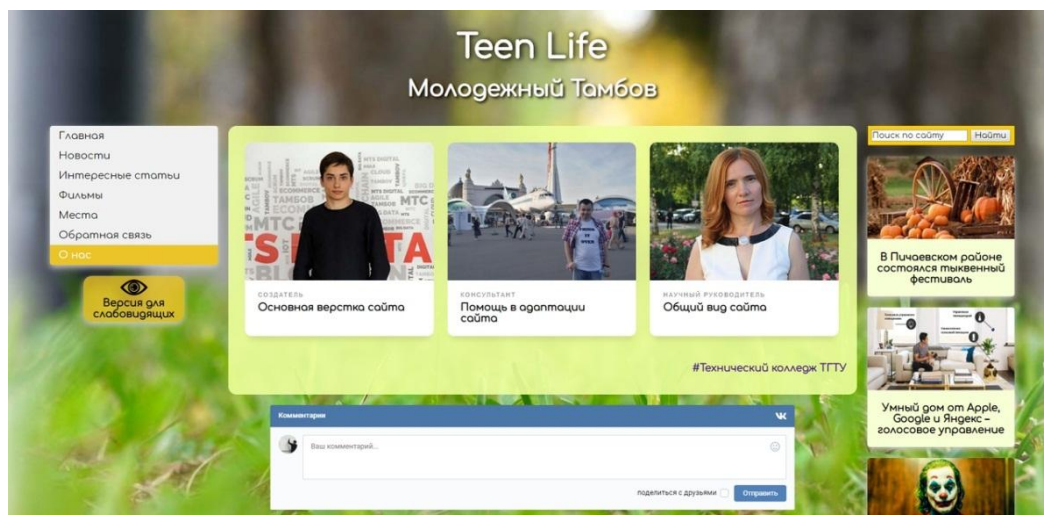 Teen Life
Молодежный Тамбов
Главная
Новости
Интересные статьи
Фильмы
Места
Обратная связь
О нас
Версия для
слабовидящих
СОЗДАТЕЛЬ
Основная верстка сайта
КОНСУЛЬТАНТ
Помощь в адаптации
сайта
НАУЧНЫЙ РУКОВОДИТЕЛЬ
Общий вид сайта
#Технический колледж ТГТУ
Комментарии
Ваш комментарий...
поделиться с друзьями
Отправить
Поиск по сайту
Найти
В Пичаевском районе
состоялся тыквенный
фестиваль
Умный дом от Apple,
Google и Яндекс –
голосовое управление